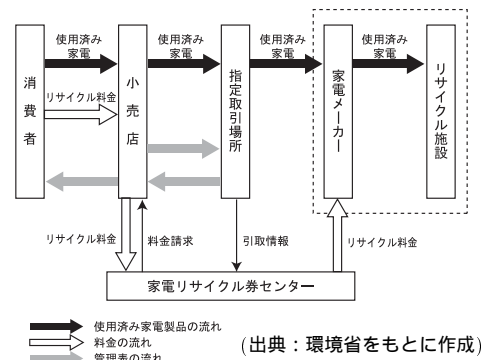 使用済み
家電
使用済み
家電
使用済み
家電
使用済み
家電
消費者
リサイクル料金
小売店
指定取引場所
家電メーカー
リサイクル施設
リサイクル料金
料金請求
引取情報
リサイクル料金
家電リサイクル券センター
使用済み家電製品の流れ
料金の流れ
管理表の流れ
(出典：環境省をもとに作成)